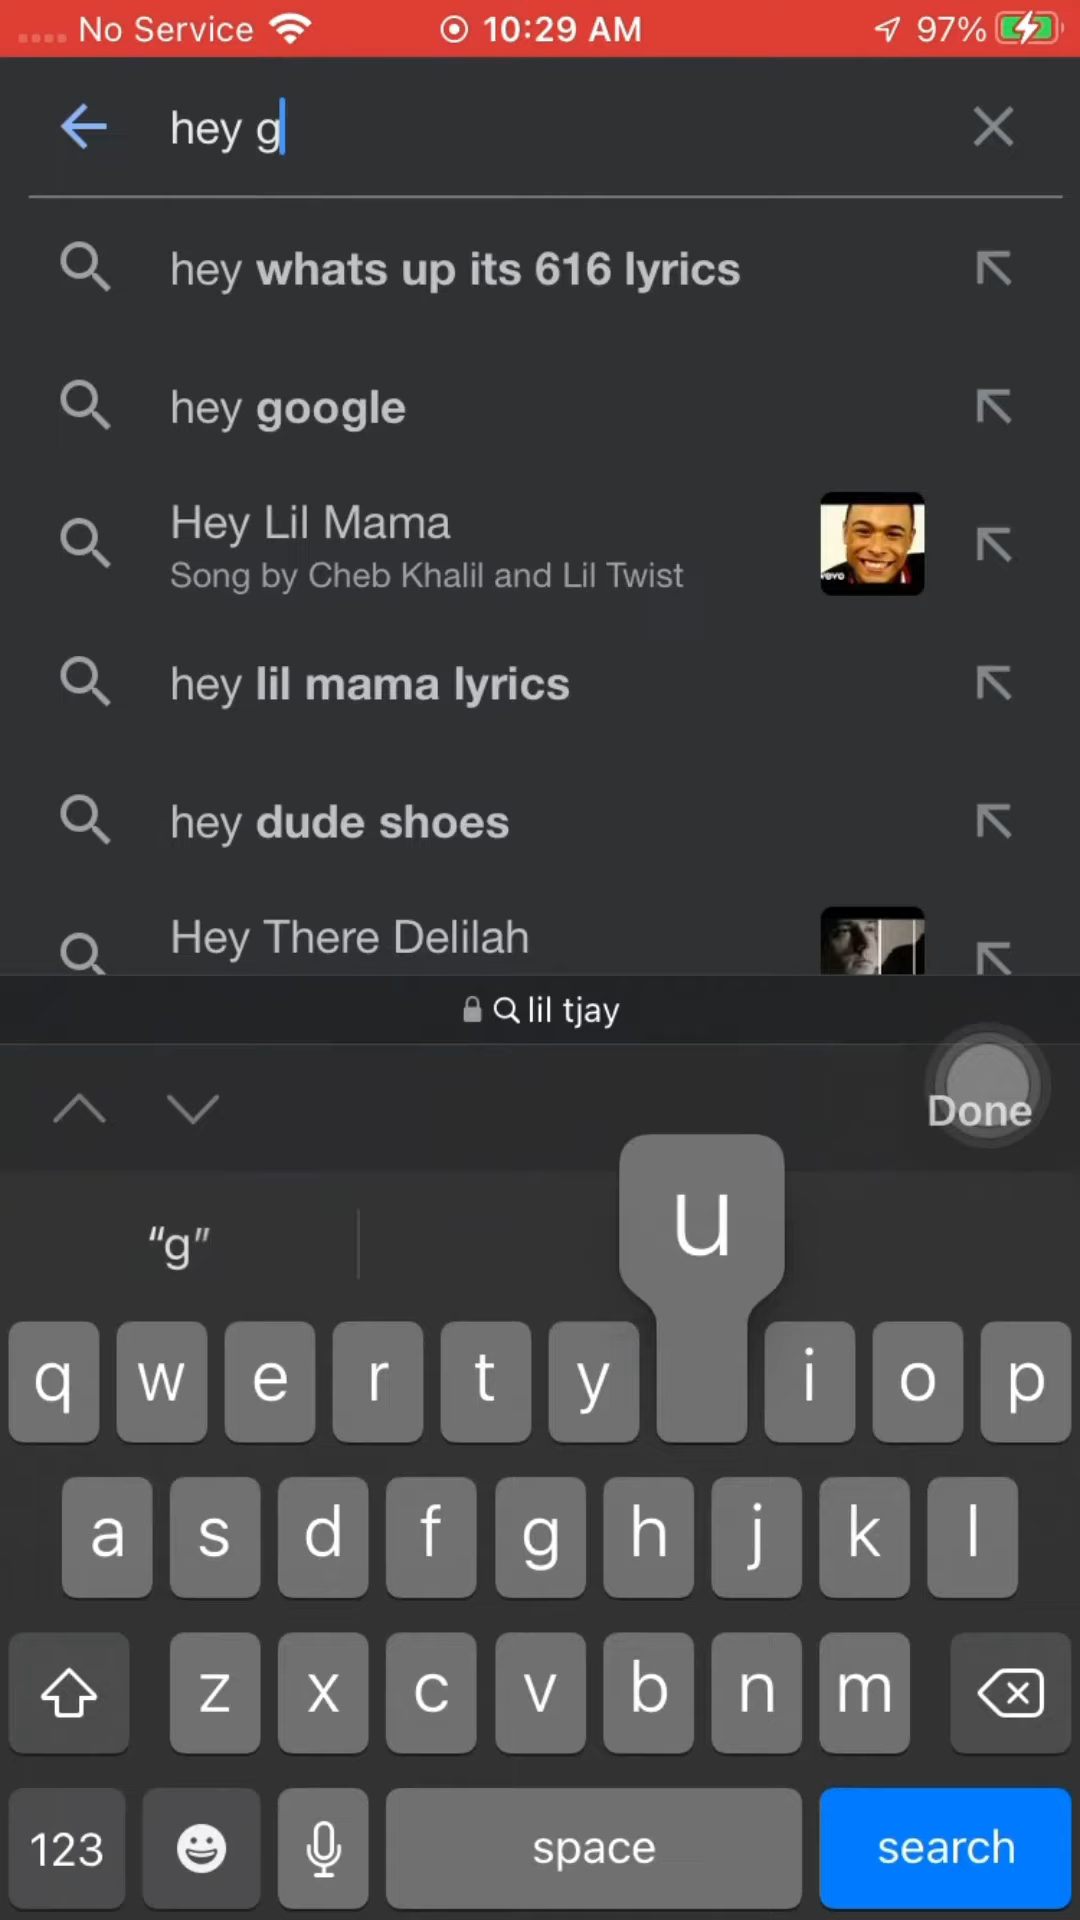 No Service 10:29 AM 97%
hey g
hey whats up its 616 lyrics
hey google
Hey Lil Mama
Song by Cheb Khalil and Lil Twist
vevo
hey lil mama lyrics
hey dude shoes
Hey There Delilah
lil tjay
Done
u
“g”
q w e r t y i o p
a s d f g h j k l
z x c v b n m
123 space search